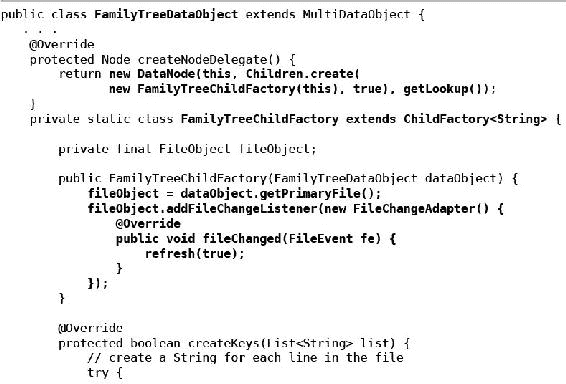 public class FamilyTreeDataObject extends MultiDataObject {
. . .
@Override
protected Node createNodeDelegate() {
return new DataNode(this, Children.create(
new FamilyTreeChildFactory(this), true), getLookup());
}
private static class FamilyTreeChildFactory extends ChildFactory<String> {
private final FileObject fileObject;
public FamilyTreeChildFactory(FamilyTreeDataObject dataObject) {
fileObject = dataObject.getPrimaryFile();
fileObject.addFileChangeListener(new FileChangeAdapter() {
@Override
public void fileChanged(FileEvent fe) {
refresh(true);
}
});
}
@Override
protected boolean createKeys(List<String> list) {
// create a String for each line in the file
try {